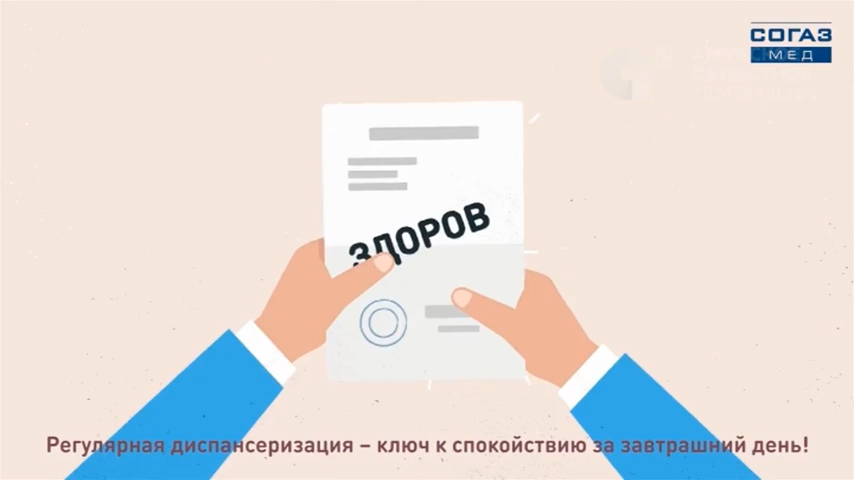 СОГАЗ
МЕД
ЗДОРОВ
Регулярная диспансеризация – ключ к спокойствию за завтрашний день!